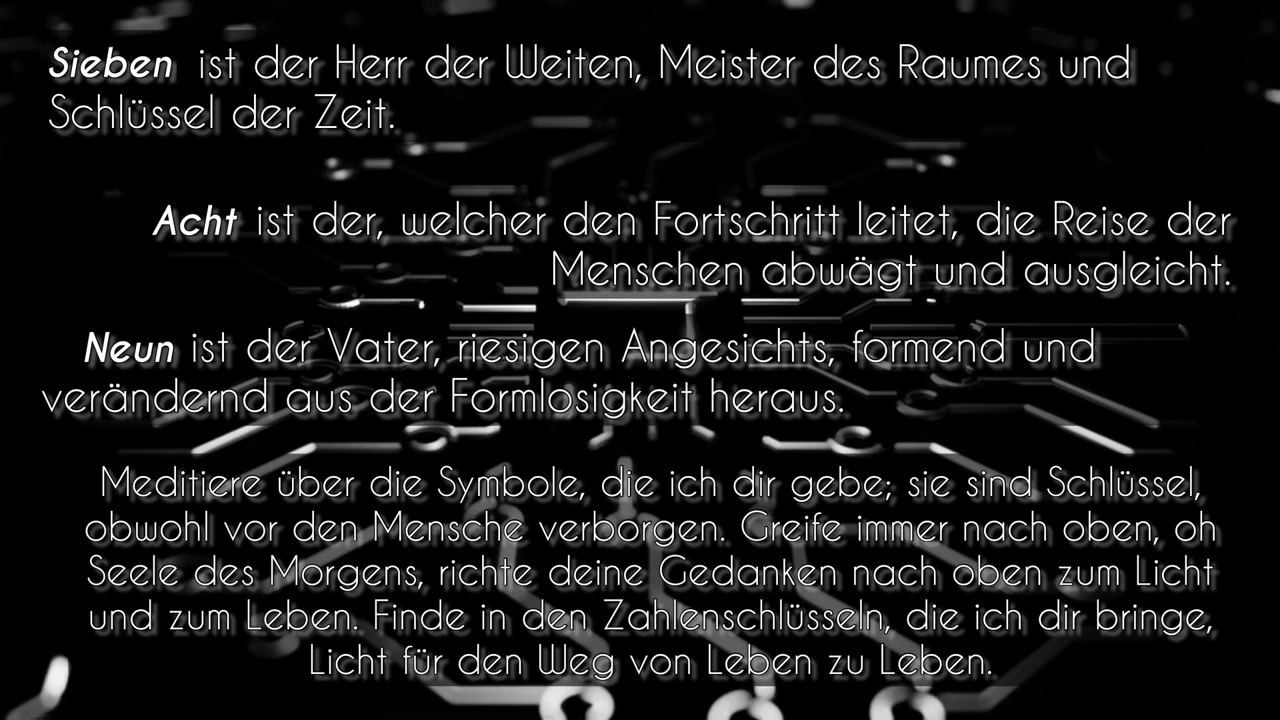 Sieben ist der Herr der Weiten, Meister des Raumes und
Schlüssel der Zeit.
Acht ist der, welcher den Fortschritt leitet, die Reise der
Menschen abwägt und ausgleicht.
Neun ist der Vater, riesigen Angesichts, formend und
verändernd aus der Formlosigkeit heraus.
Meditiere über die Symbole, die ich dir gebe; sie sind Schlüssel,
obwohl vor den Mensche verborgen. Greife immer nach oben, oh
Seele des Morgens, richte deine Gedanken nach oben zum Licht
und zum Leben. Finde in den Zahlenschlüsseln, die ich dir bringe,
Licht für den Weg von Leben zu Leben.